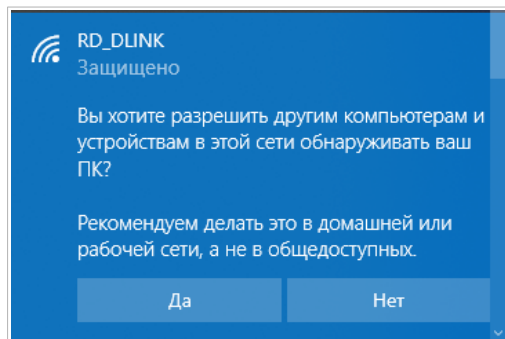 RD_DLINK
Защищено
Вы хотите разрешить другим компьютерам и
устройствам в этой сети обнаруживать ваш
ПК?
Рекомендуем делать это в домашней или
рабочей сети, а не в общедоступных.
Да
Нет